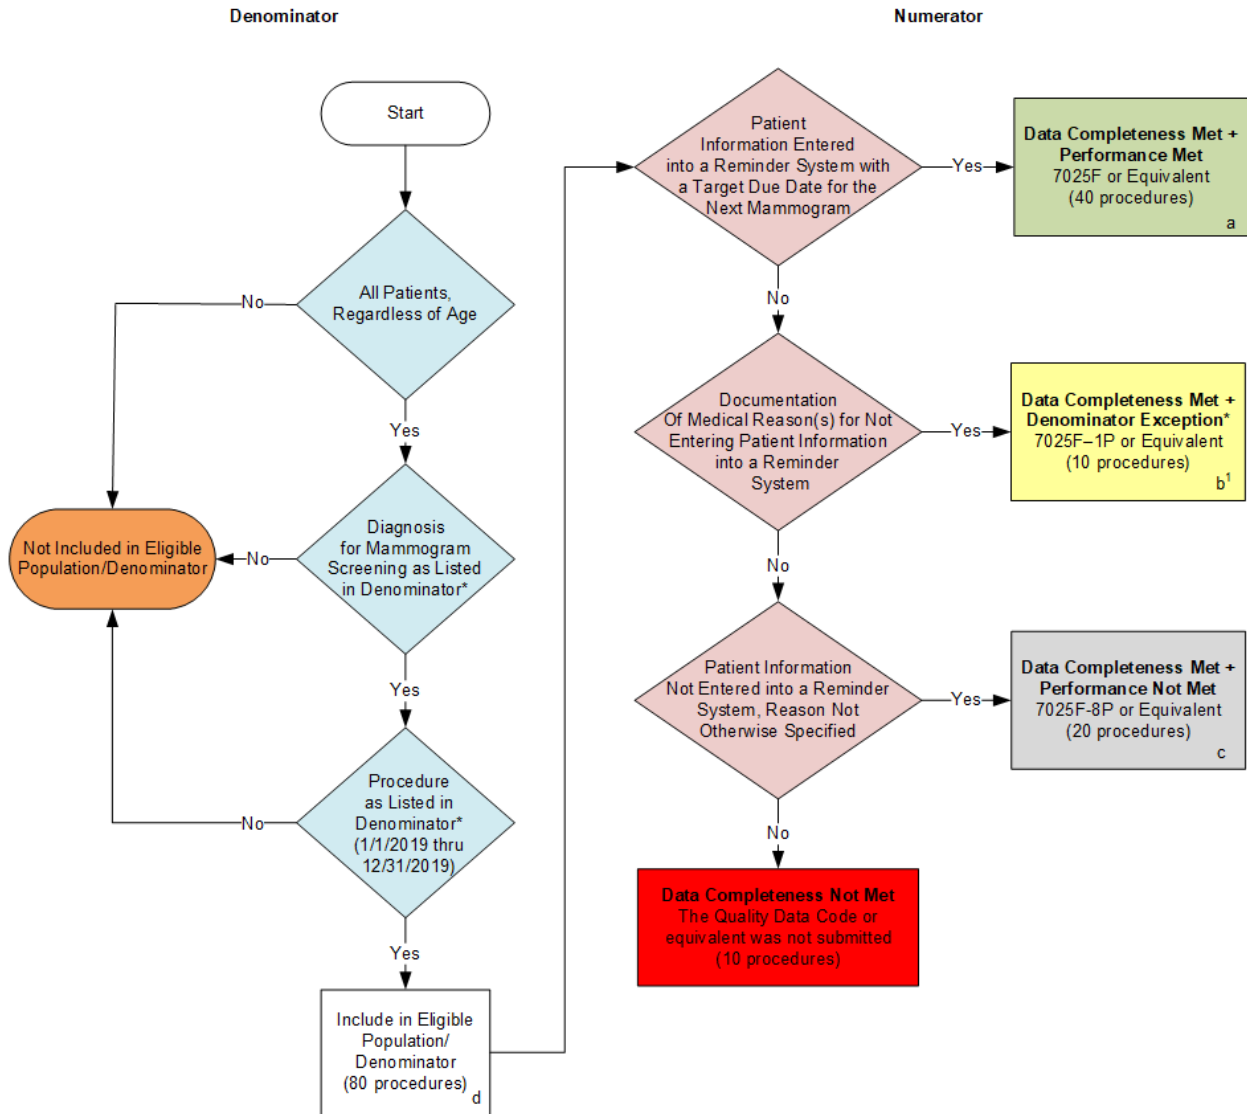 Denominator
Numerator
Start
All Patients,
Regardless of Age
No
Yes
Diagnosis
for Mammogram
Screening as Listed
in Denominator*
No
Not Included in Eligible
Population/Denominator
Yes
Procedure
as Listed in
Denominator*
(1/1/2019 thru
12/31/2019)
No
Yes
Include in Eligible
Population/
Denominator
(80 procedures)
d
Patient
Information Entered
into a Reminder System with
a Target Due Date for the
Next Mammogram
Yes
Data Completeness Met +
Performance Met
7025F or Equivalent
(40 procedures)
a
No
Documentation
Of Medical Reason(s) for Not
Entering Patient Information
into a Reminder
System
Yes
Data Completeness Met +
Denominator Exception*
7025F–1P or Equivalent
(10 procedures)
b¹
No
Patient Information
Not Entered into a Reminder
System, Reason Not
Otherwise Specified
Yes
Data Completeness Met +
Performance Not Met
7025F-8P or Equivalent
(20 procedures)
c
No
Data Completeness Not Met
The Quality Data Code or
equivalent was not submitted
(10 procedures)